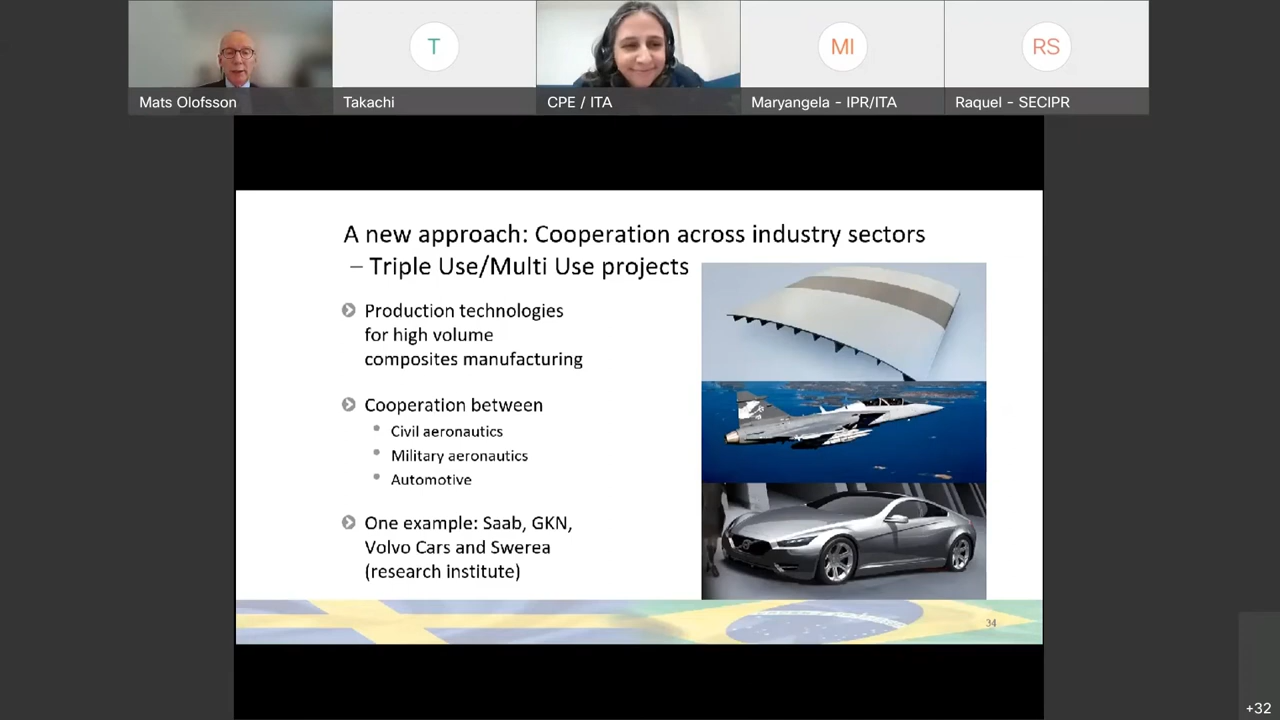 Mats Olofsson
T
Takachi
CPE / ITA
MI
Maryangela - IPR/ITA
RS
Raquel - SECIPR
A new approach: Cooperation across industry sectors
– Triple Use/Multi Use projects
Production technologies
for high volume
composites manufacturing
Cooperation between
Civil aeronautics
Military aeronautics
Automotive
One example: Saab, GKN,
Volvo Cars and Swerea
(research institute)
34
+32